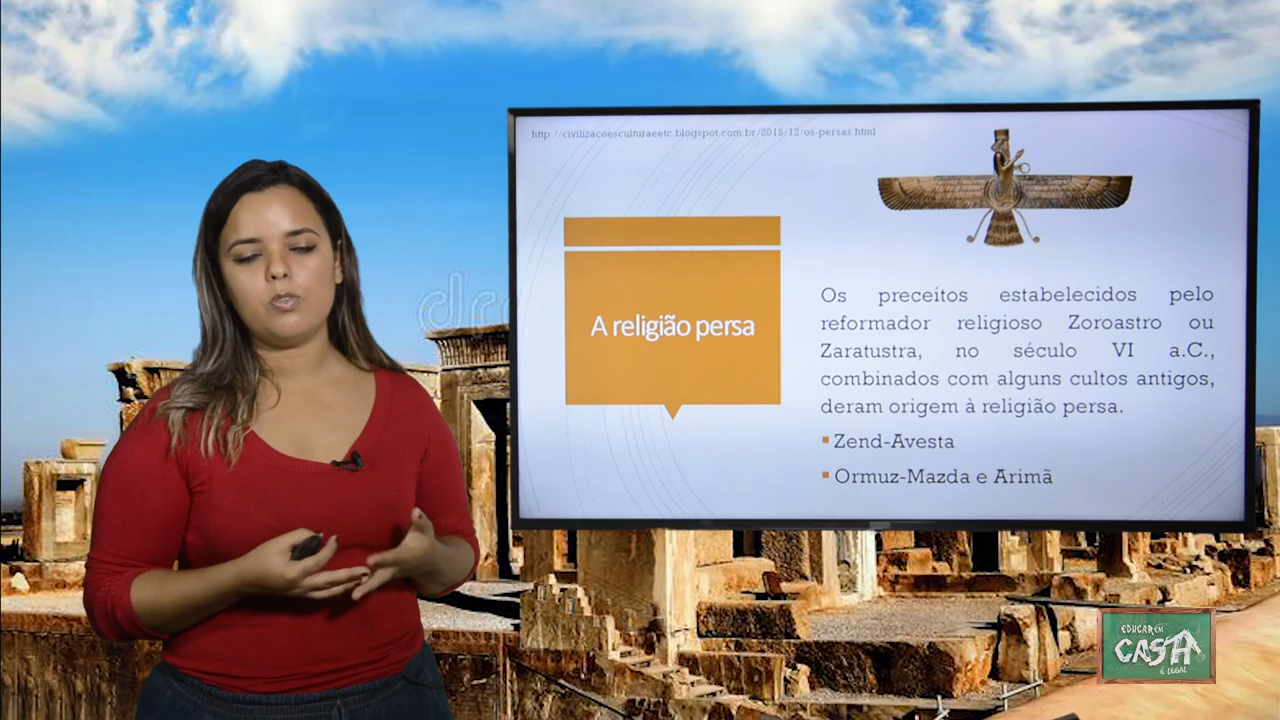 http://civilizacoesculturaeetc.blogspot.com.br/2015/12/os-persas.html
A religião persa
Os preceitos estabelecidos pelo
reformador religioso Zoroastro ou
Zaratustra, no século VI a.C.,
combinados com alguns cultos antigos,
deram origem à religião persa.
Zend-Avesta
Ormuz-Mazda e Arimã
EDUCAR EM
CASA
É LEGAL